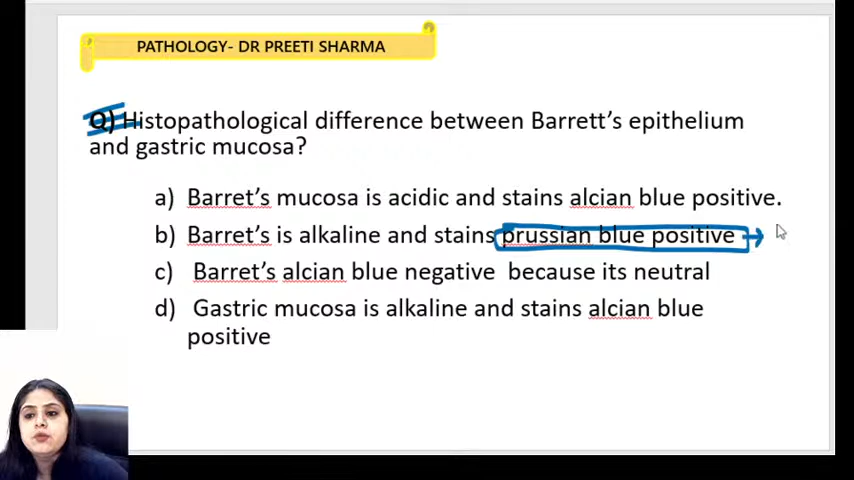 PATHOLOGY- DR PREETI SHARMA
Q) Histopathological difference between Barrett's epithelium
and gastric mucosa?
a) Barret's mucosa is acidic and stains alcian blue positive.
b) Barret's is alkaline and stains prussian blue positive
c) Barret's alcian blue negative because its neutral
d) Gastric mucosa is alkaline and stains alcian blue
positive